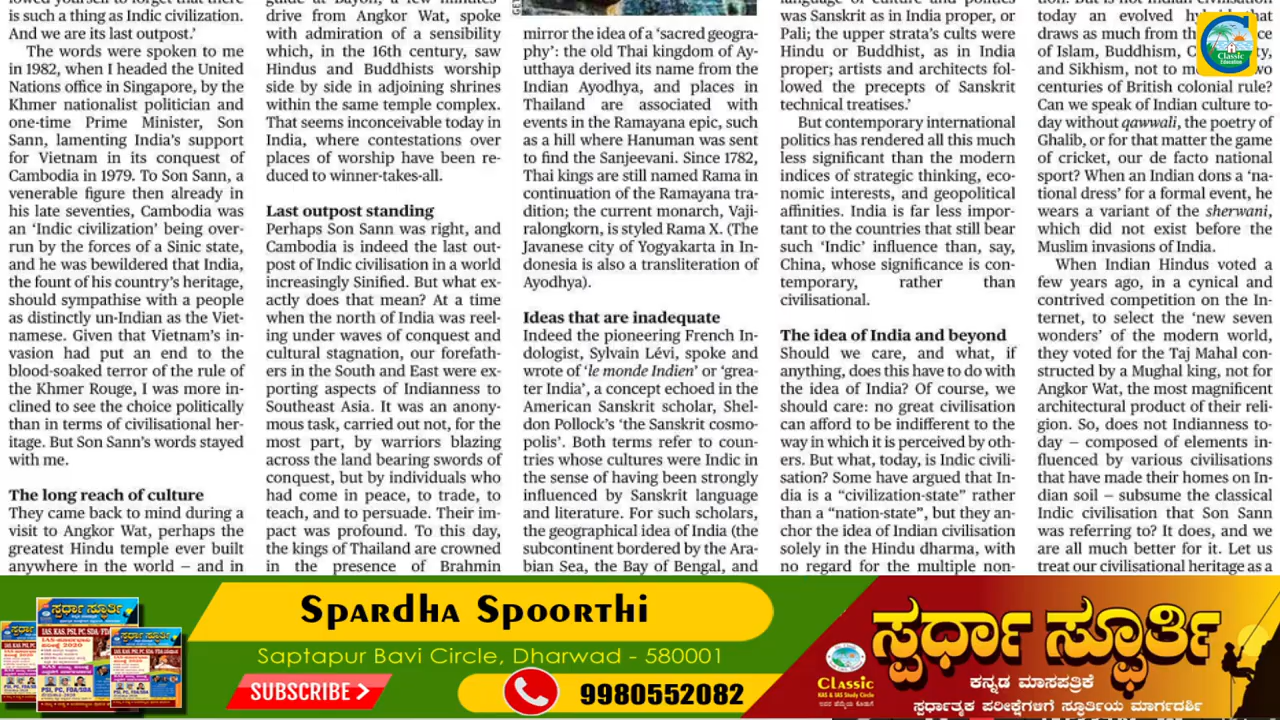 lowed yourself to forget that there
is such a thing as Indic civilization.
And we are its last outpost.’
The words were spoken to me
in 1982, when I headed the United
Nations office in Singapore, by the
Khmer nationalist politician and
one-time Prime Minister, Son
Sann, lamenting India’s support
for Vietnam in its conquest of
Cambodia in 1979. To Son Sann, a
venerable figure then already in
his late seventies, Cambodia was
an ‘Indic civilization’ being over-
run by the forces of a Sinic state,
and he was bewildered that India,
the fount of his country’s heritage,
should sympathise with a people
as distinctly un-Indian as the Viet-
namese. Given that Vietnam’s in-
vasion had put an end to the
blood-soaked terror of the rule of
the Khmer Rouge, I was more in-
clined to see the choice politically
than in terms of civilisational her-
itage. But Son Sann’s words stayed
with me.
The long reach of culture
They came back to mind during a
visit to Angkor Wat, perhaps the
greatest Hindu temple ever built
anywhere in the world – and in
guide at Bayon, a few minutes’
drive from Angkor Wat, spoke
with admiration of a sensibility
which, in the 16th century, saw
Hindus and Buddhists worship
side by side in adjoining shrines
within the same temple complex.
That seems inconceivable today in
India, where contestations over
places of worship have been re-
duced to winner-takes-all.
Last outpost standing
Perhaps Son Sann was right, and
Cambodia is indeed the last out-
post of Indic civilisation in a world
increasingly Sinified. But what ex-
actly does that mean? At a time
when the north of India was reel-
ing under waves of conquest and
cultural stagnation, our forefath-
ers in the South and East were ex-
porting aspects of Indianness to
Southeast Asia. It was an anony-
mous task, carried out not, for the
most part, by warriors blazing
across the land bearing swords of
conquest, but by individuals who
had come in peace, to trade, to
teach, and to persuade. Their im-
pact was profound. To this day,
the kings of Thailand are crowned
in the presence of Brahmin
mirror the idea of a ‘sacred geogra-
phy’: the old Thai kingdom of Ay-
utthaya derived its name from the
Indian Ayodhya, and places in
Thailand are associated with
events in the Ramayana epic, such
as a hill where Hanuman was sent
to find the Sanjeevani. Since 1782,
Thai kings are still named Rama in
continuation of the Ramayana tra-
dition; the current monarch, Vaji-
ralongkorn, is styled Rama X. (The
Javanese city of Yogyakarta in In-
donesia is also a transliteration of
Ayodhya).
Ideas that are inadequate
Indeed the pioneering French In-
dologist, Sylvain Lévi, spoke and
wrote of ‘le monde Indien’ or ‘grea-
ter India’, a concept echoed in the
American Sanskrit scholar, Shel-
don Pollock’s ‘the Sanskrit cosmo-
polis’. Both terms refer to coun-
tries whose cultures were Indic in
the sense of having been strongly
influenced by Sanskrit language
and literature. For such scholars,
the geographical idea of India (the
subcontinent bordered by the Ara-
bian Sea, the Bay of Bengal, and
language of culture and politics
was Sanskrit as in India proper, or
Pali; the upper strata’s cults were
Hindu or Buddhist, as in India
proper; artists and architects fol-
lowed the precepts of Sanskrit
technical treatises.’
But contemporary international
politics has rendered all this much
less significant than the modern
indices of strategic thinking, eco-
nomic interests, and geopolitical
affinities. India is far less impor-
tant to the countries that still bear
such ‘Indic’ influence than, say,
China, whose significance is con-
temporary, rather than
civilisational.
The idea of India and beyond
Should we care, and what, if
anything, does this have to do with
the idea of India? Of course, we
should care: no great civilisation
can afford to be indifferent to the
way in which it is perceived by oth-
ers. But what, today, is Indic civili-
sation? Some have argued that In-
dia is a “civilization-state” rather
than a “nation-state”, but they an-
chor the idea of Indian civilisation
solely in the Hindu dharma, with
no regard for the multiple non-
tion. But is not Indian civilisation
today an evolved that
draws as much from th ce
of Islam, Buddhism, ty,
and Sikhism, not to wo
centuries of British colonial rule?
Can we speak of Indian culture to-
day without qawwali, the poetry of
Ghalib, or for that matter the game
of cricket, our de facto national
sport? When an Indian dons a ‘na-
tional dress’ for a formal event, he
wears a variant of the sherwani,
which did not exist before the
Muslim invasions of India.
When Indian Hindus voted a
few years ago, in a cynical and
contrived competition on the In-
ternet, to select the ‘new seven
wonders’ of the modern world,
they voted for the Taj Mahal con-
structed by a Mughal king, not for
Angkor Wat, the most magnificent
architectural product of their reli-
gion. So, does not Indianness to-
day – composed of elements in-
fluenced by various civilisations
that have made their homes on In-
dian soil – subsume the classical
Indic civilisation that Son Sann
was referring to? It does, and we
are all much better for it. Let us
treat our civilisational heritage as a
Classic
Education
Spardha Spoorthi
Saptapur Bavi Circle, Dharwad - 580001
SUBSCRIBE
9980552082
ಸ್ಪರ್ಧಾ ಸ್ಫೂರ್ತಿ
ಕನ್ನಡ ಮಾಸಪತ್ರಿಕೆ
ಸ್ಪರ್ಧಾತ್ಮಕ ಪರೀಕ್ಷೆಗಳಿಗೆ ಸ್ಫೂರ್ತಿಯ ಮಾರ್ಗದರ್ಶಿ
Classic
KAS & IAS Study Circle